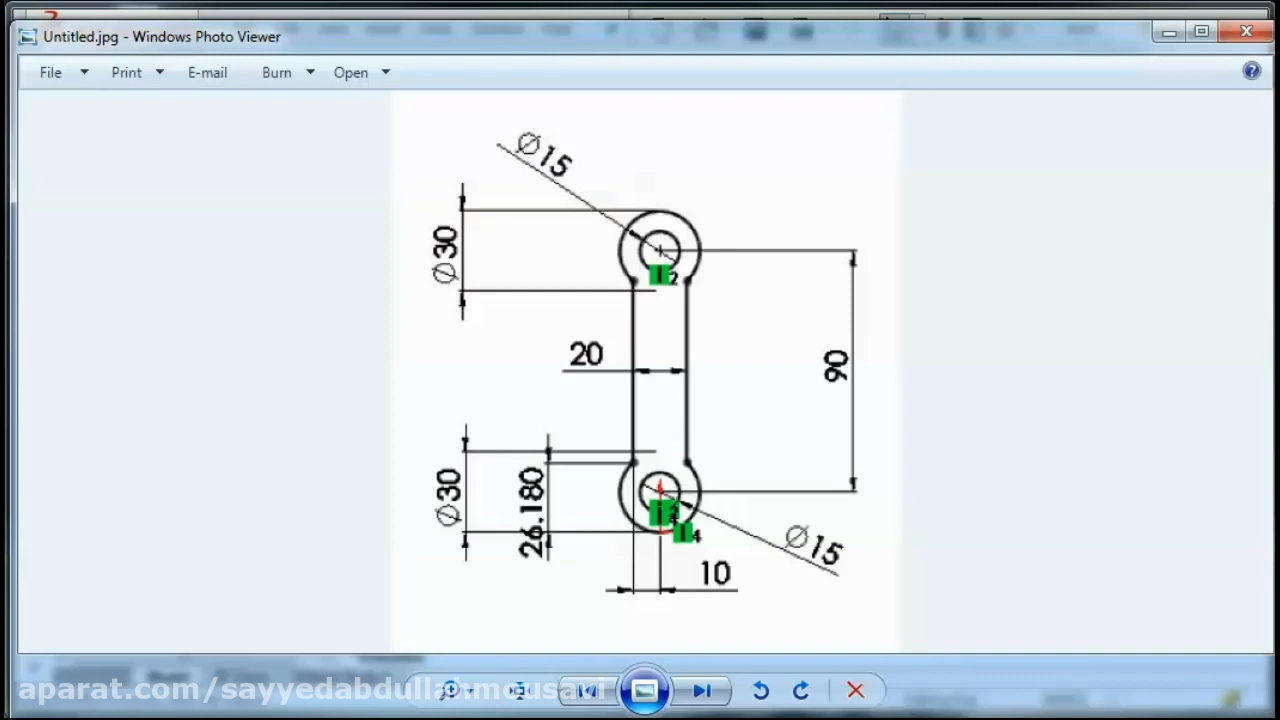 Untitled.jpg - Windows Photo Viewer
File Print E-mail Burn Open
Ø15
Ø30
20
90
Ø30
26.180
Ø15
10
aparat.com/sayyedabdullahmousavi